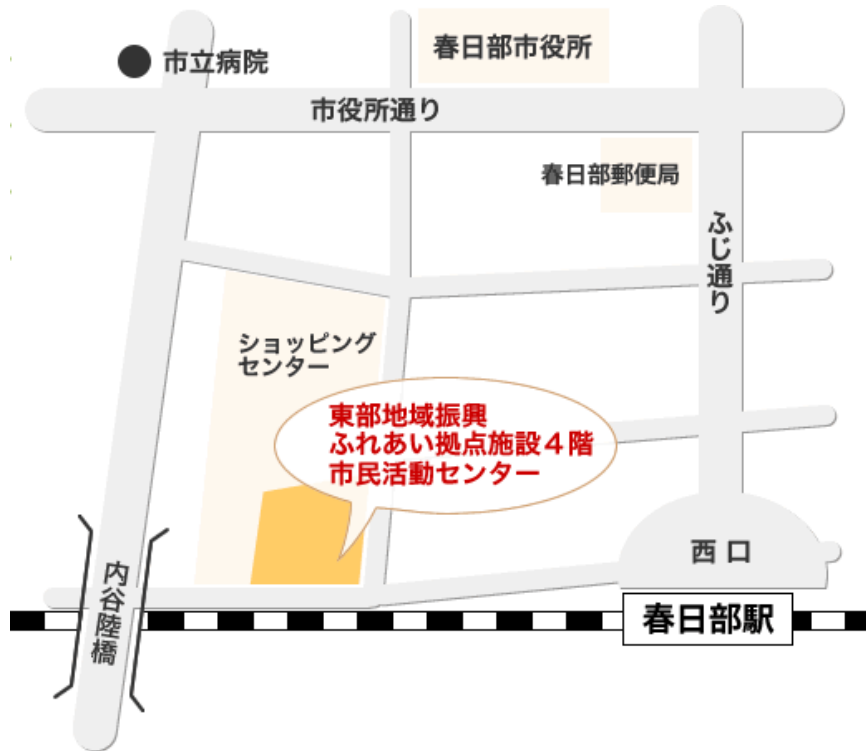 春日部市役所
市立病院
市役所通り
春日部郵便局
ふじ通り
ショッピング
センター
東部地域振興
ふれあい拠点施設４階
市民活動センター
西口
内谷陸橋
春日部駅